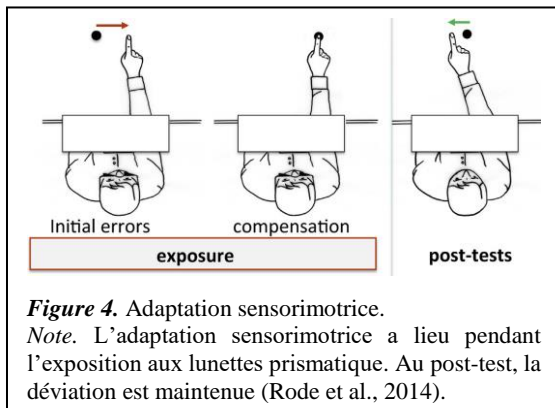 Initial errors
compensation
exposure
post-tests
Figure 4. Adaptation sensorimotrice.
Note. L’adaptation sensorimotrice a lieu pendant
l’exposition aux lunettes prismatique. Au post-test, la
déviation est maintenue (Rode et al., 2014).